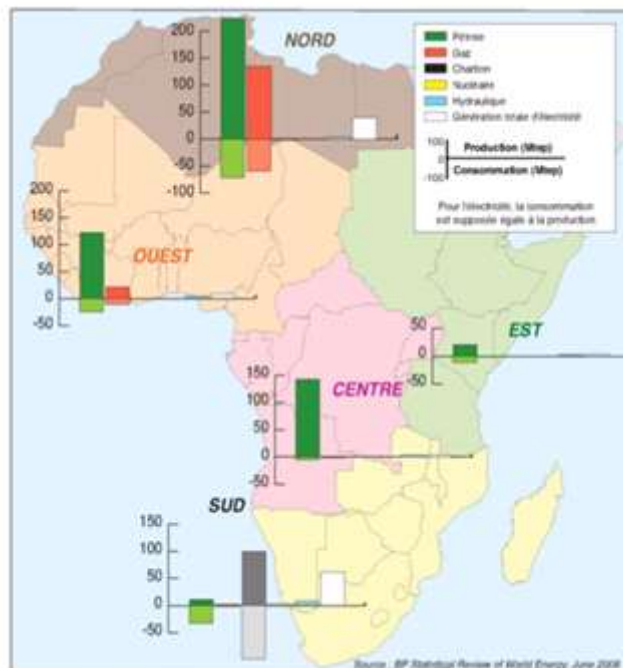 NORD
200
150
100
50
0
-50
-100
Pétrole
Gaz
Charbon
Nucléaire
Hydraulique
Génération totale d'électricité
100
0
-100
Production (Mtep)
Consommation (Mtep)
Pour l'électricité, la consommation
est supposée égale à la production
OUEST
200
150
100
50
0
-50
EST
50
0
-50
CENTRE
150
100
50
0
-50
SUD
150
100
50
0
-50
Source : BP Statistical Review of World Energy, June 2008